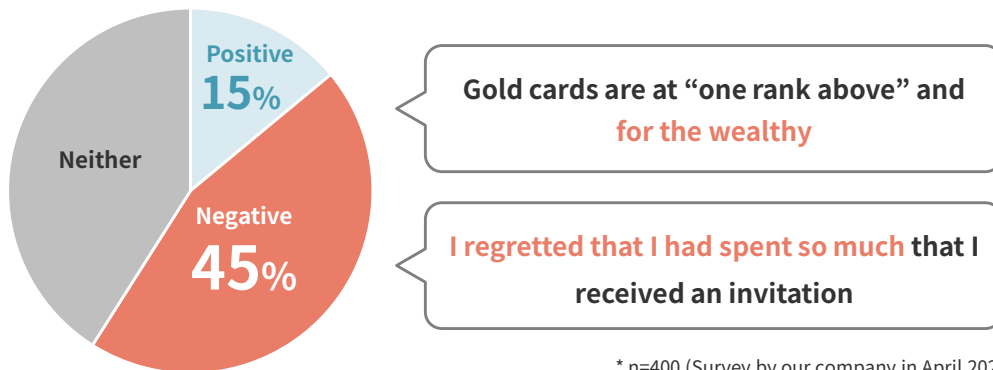 Positive
15%
Neither
Negative
45%
Gold cards are at “one rank above” and
for the wealthy
I regretted that I had spent so much that I
received an invitation
* n=400 (Survey by our company in April